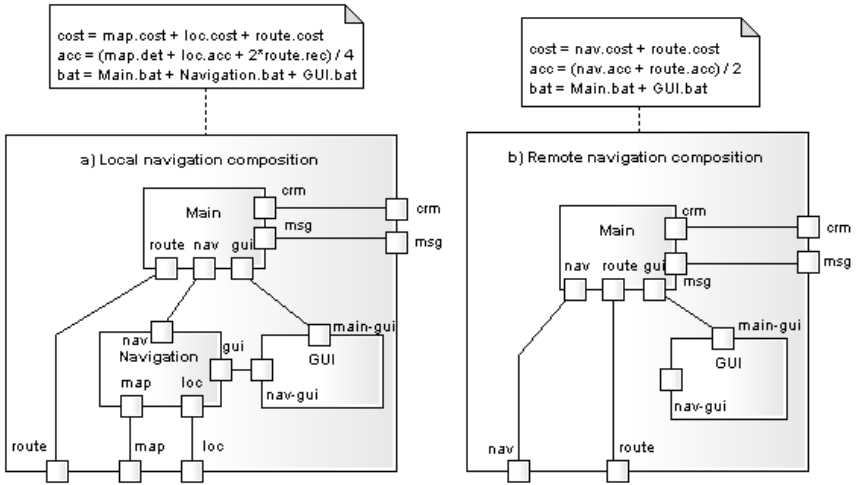 cost = map.cost + loc.cost + route.cost
acc = (map.det + loc.acc + 2*route.rec) / 4
bat = Main.bat + Navigation.bat + GUI.bat
a) Local navigation composition
Main
crm
msg
route nav gui
crm
msg
nav
Navigation
gui
map loc
main-gui
GUI
nav-gui
route
map
loc
cost = nav.cost + route.cost
acc = (nav.acc + route.acc) / 2
bat = Main.bat + GUI.bat
b) Remote navigation composition
Main
crm
nav route gui
msg
crm
msg
main-gui
GUI
nav-gui
nav
route